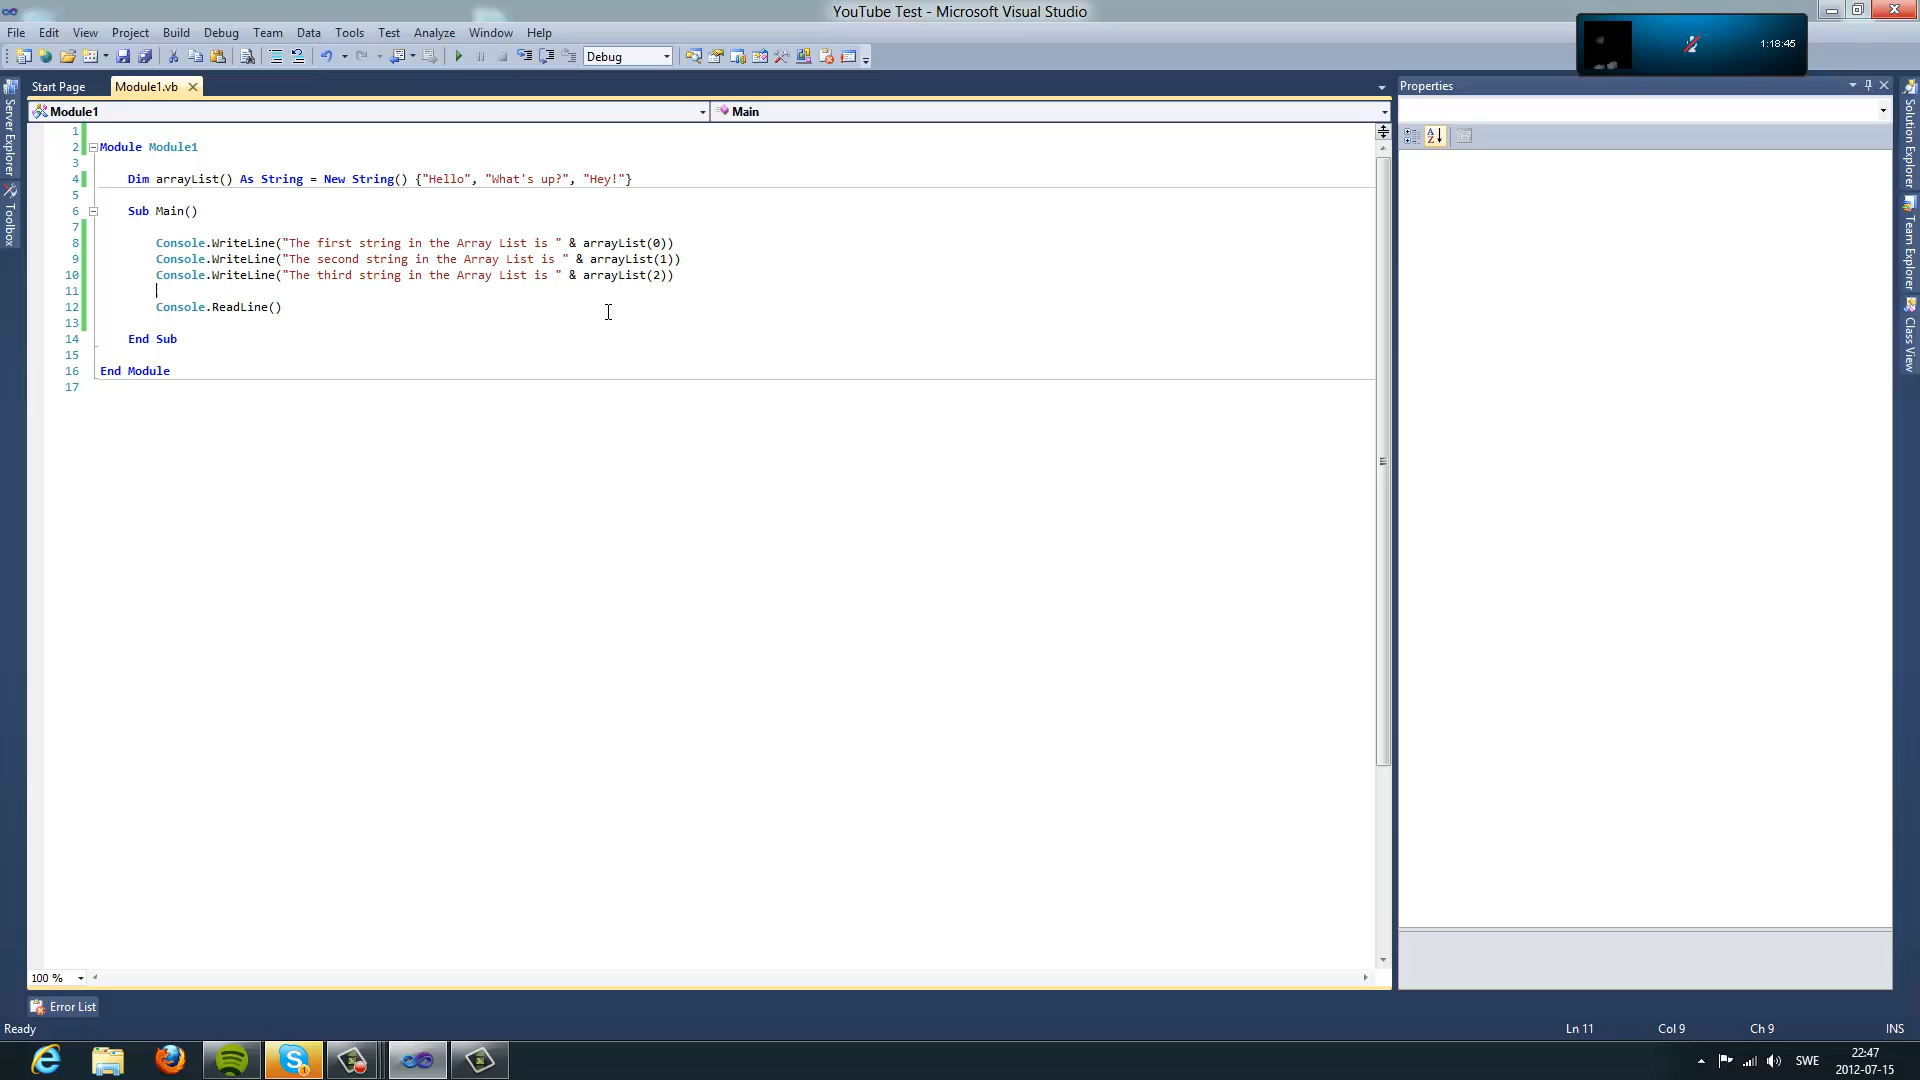 YouTube Test - Microsoft Visual Studio
File Edit View Project Build Debug Team Data Tools Test Analyze Window Help
1:18:45
Debug
Start Page Module1.vb
Properties
Module1 Main
1
2 Module Module1
3
4 Dim arrayList() As String = New String() {"Hello", "What's up?", "Hey!"}
5
6 Sub Main()
7
8 Console.WriteLine("The first string in the Array List is " & arrayList(0))
9 Console.WriteLine("The second string in the Array List is " & arrayList(1))
10 Console.WriteLine("The third string in the Array List is " & arrayList(2))
11
12 Console.ReadLine()
13
14 End Sub
15
16 End Module
17
Server Explorer
Toolbox
Solution Explorer
Team Explorer
Class View
100 %
Error List
Ready
Ln 11 Col 9 Ch 9 INS
SWE
22:47
2012-07-15